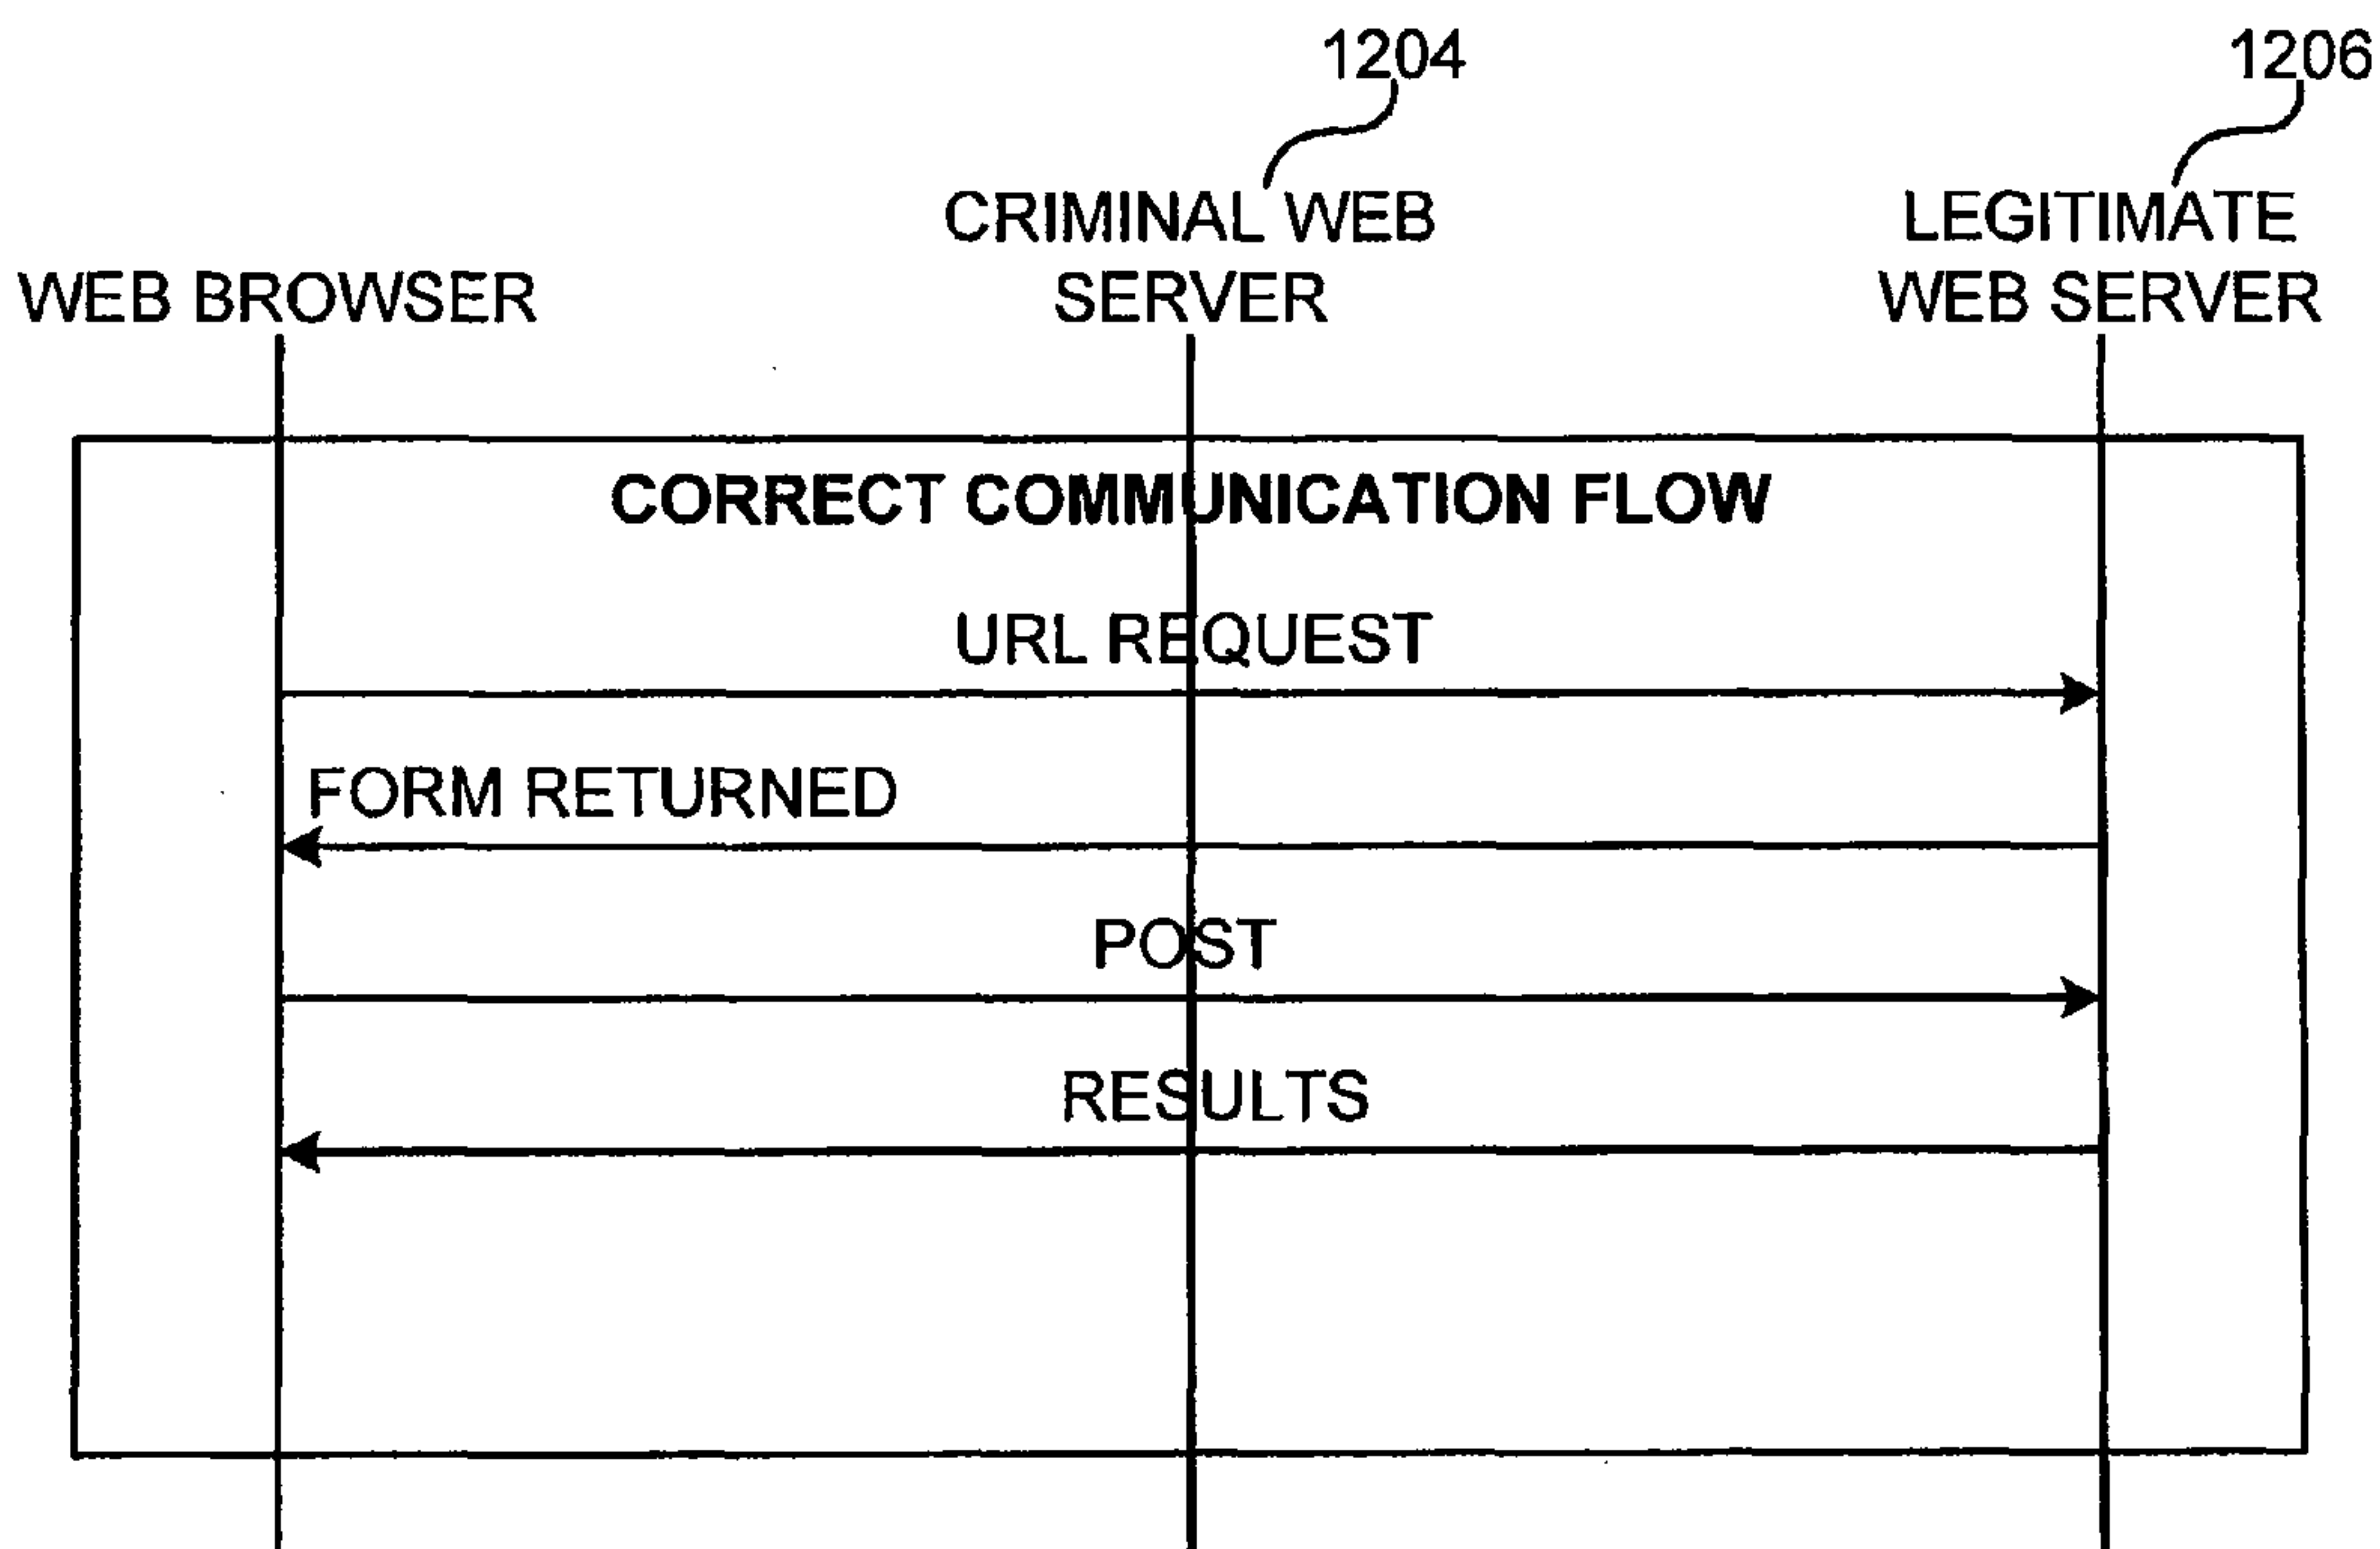 1204
1206
CRIMINAL WEB
SERVER
LEGITIMATE
WEB SERVER
WEB BROWSER
CORRECT COMMUNICATION FLOW
URL REQUEST
FORM RETURNED
POST
RESULTS